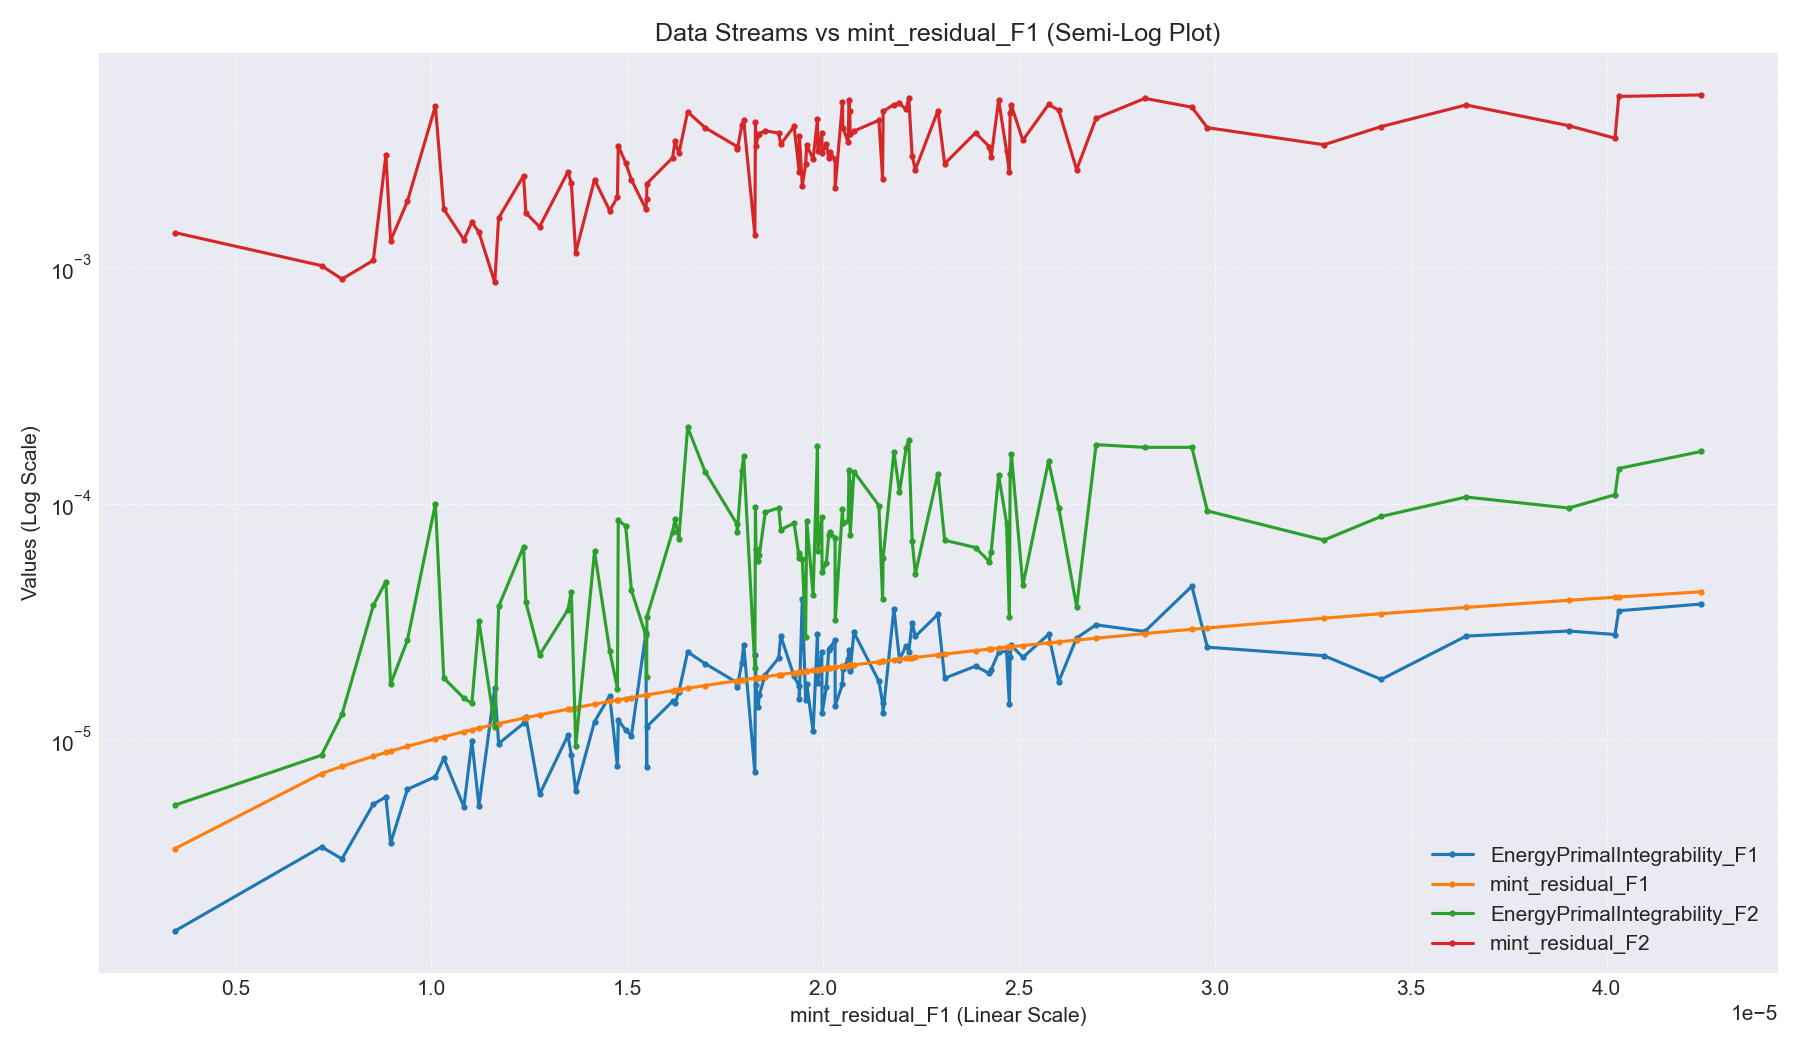 Data Streams vs mint_residual_F1 (Semi-Log Plot)
Values (Log Scale)
10−3
10−4
10−5
0.5
1.0
1.5
2.0
2.5
3.0
3.5
4.0
1e−5
mint_residual_F1 (Linear Scale)
EnergyPrimalIntegrability_F1
mint_residual_F1
EnergyPrimalIntegrability_F2
mint_residual_F2